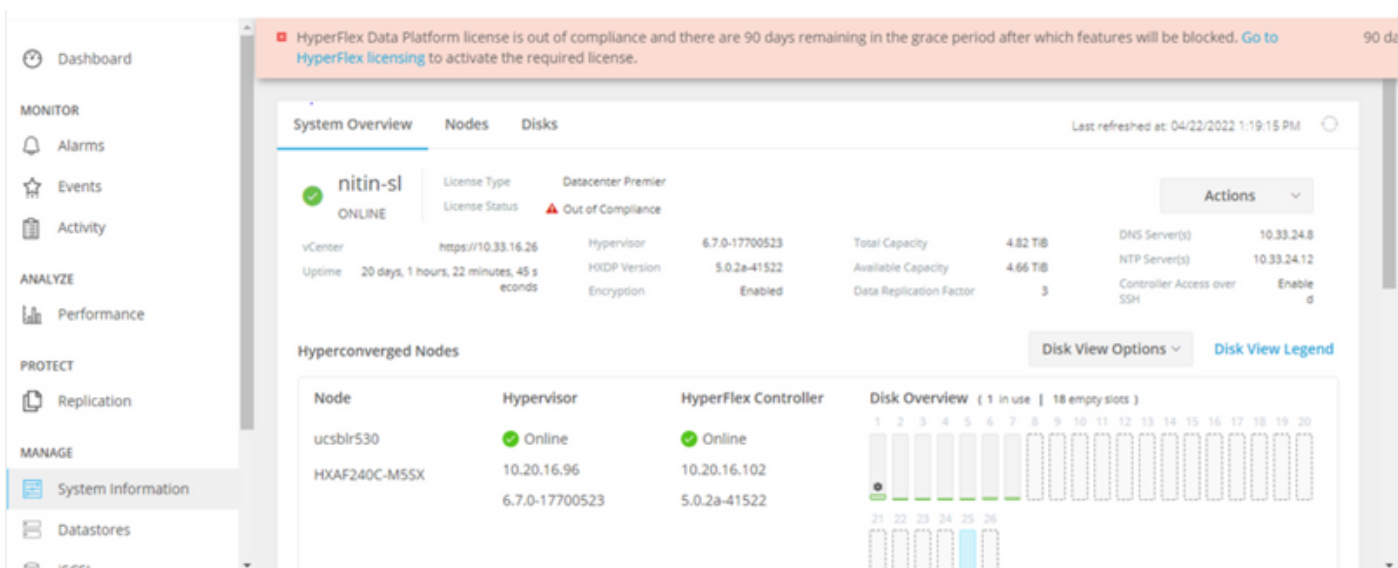 HyperFlex Data Platform license is out of compliance and there are 90 days remaining in the grace period after which features will be blocked. Go to
HyperFlex licensing to activate the required license.
90 da
Dashboard
MONITOR
Alarms
Events
Activity
ANALYZE
Performance
PROTECT
Replication
MANAGE
System Information
Datastores
System Overview
Nodes
Disks
Last refreshed at: 04/22/2022 1:19:15 PM
nitin-sl
ONLINE
License Type
Datacenter Premier
License Status
Out of Compliance
Actions
vCenter
https://10.33.16.26
Uptime
20 days, 1 hours, 22 minutes, 45 s
econds
Hypervisor
6.7.0-17700523
HXDP Version
5.0.2a-41522
Encryption
Enabled
Total Capacity
4.82 TiB
Available Capacity
4.66 TiB
Data Replication Factor
3
DNS Server(s)
10.33.24.8
NTP Server(s)
10.33.24.12
Controller Access over
SSH
Enable
d
Hyperconverged Nodes
Disk View Options
Disk View Legend
Node
Hypervisor
HyperFlex Controller
Disk Overview ( 1 in use | 18 empty slots )
ucsblr530
Online
Online
HXAF240C-M5SX
10.20.16.96
10.20.16.102
6.7.0-17700523
5.0.2a-41522
1 2 3 4 5 6 7 8 9 10 11 12 13 14 15 16 17 18 19 20
21 22 23 24 25 26